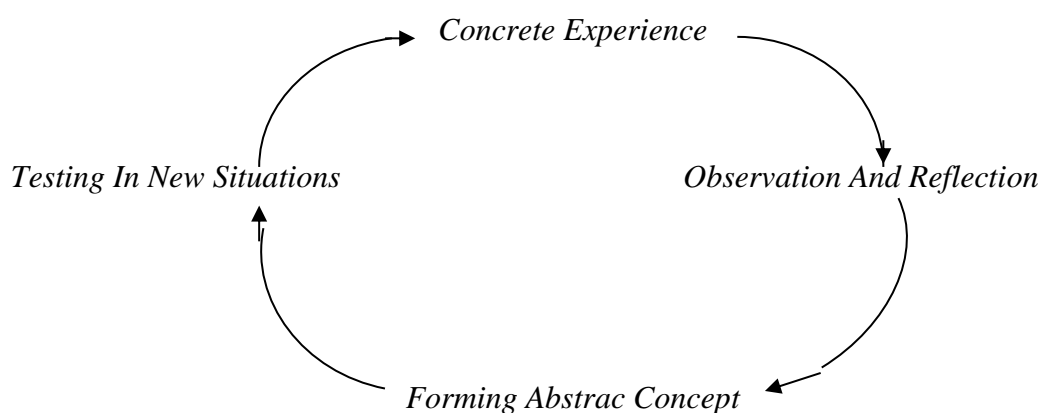 Concrete Experience
Testing In New Situations
Observation And Reflection
Forming Abstrac Concept